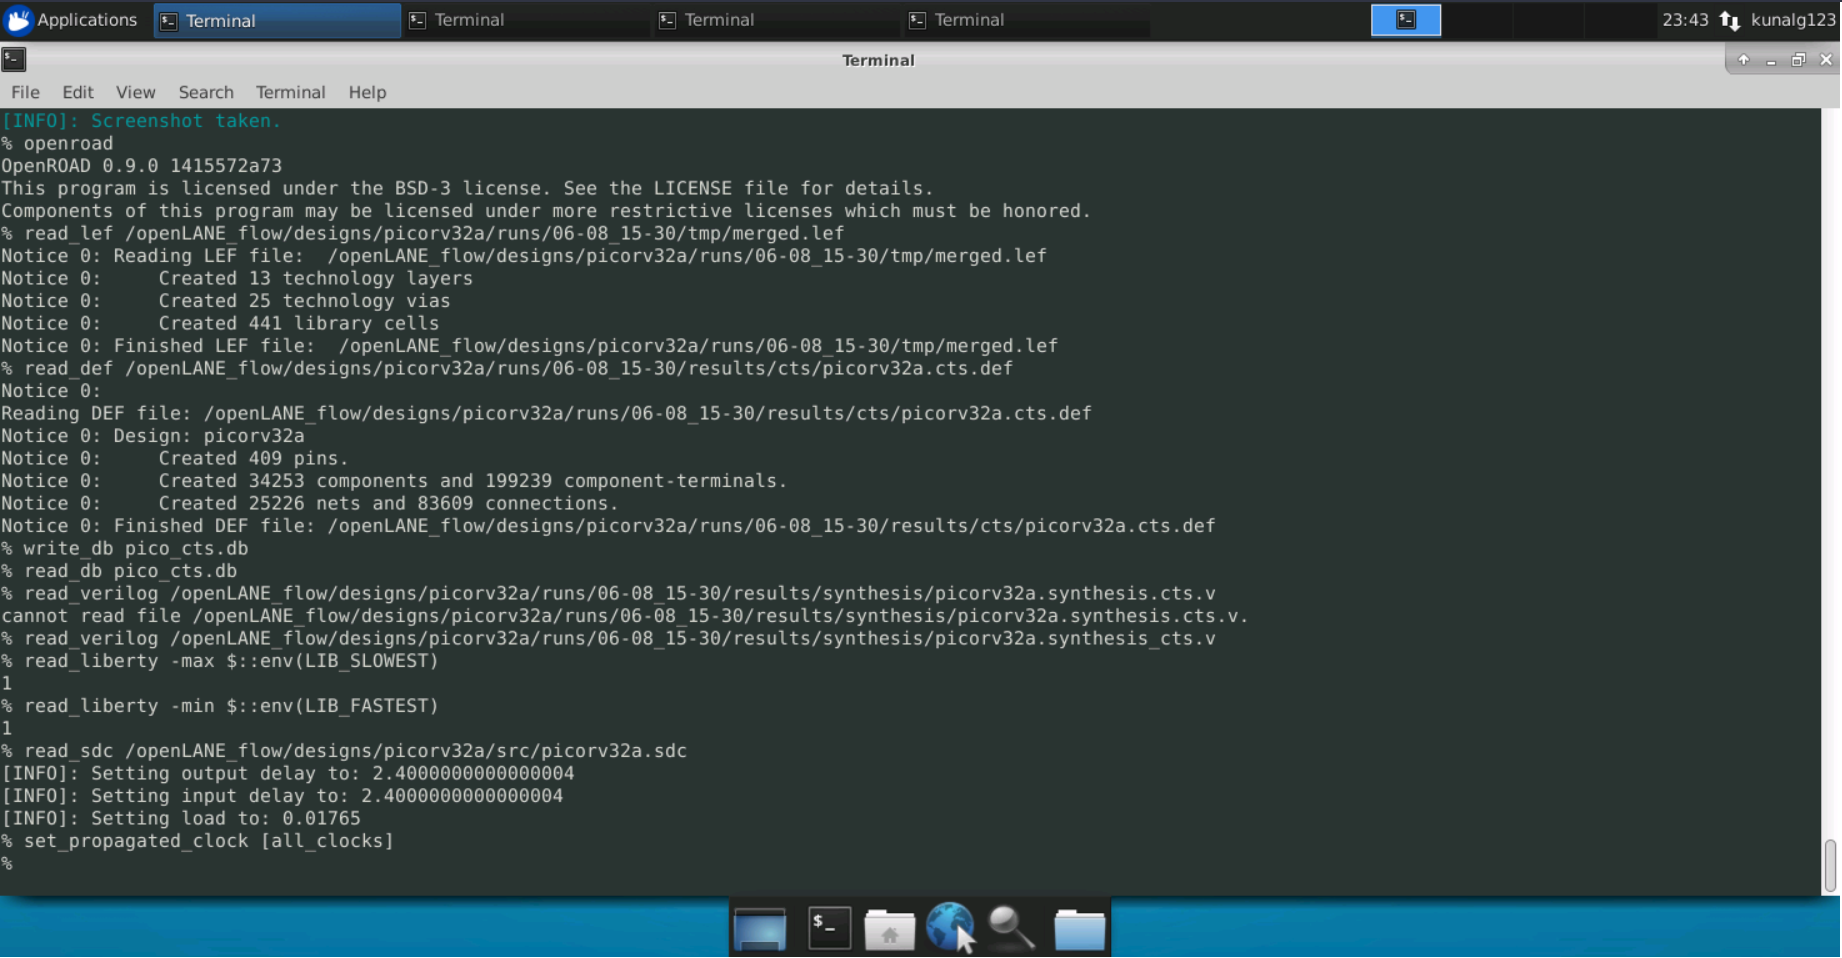 Applications Terminal Terminal Terminal Terminal 23:43 kunalg123
Terminal
File Edit View Search Terminal Help
[INFO]: Screenshot taken.
% openroad
OpenROAD 0.9.0 1415572a73
This program is licensed under the BSD-3 license. See the LICENSE file for details.
Components of this program may be licensed under more restrictive licenses which must be honored.
% read_lef /openLANE_flow/designs/picorv32a/runs/06-08_15-30/tmp/merged.lef
Notice 0: Reading LEF file:  /openLANE_flow/designs/picorv32a/runs/06-08_15-30/tmp/merged.lef
Notice 0:     Created 13 technology layers
Notice 0:     Created 25 technology vias
Notice 0:     Created 441 library cells
Notice 0: Finished LEF file:  /openLANE_flow/designs/picorv32a/runs/06-08_15-30/tmp/merged.lef
% read_def /openLANE_flow/designs/picorv32a/runs/06-08_15-30/results/cts/picorv32a.cts.def
Notice 0:
Reading DEF file: /openLANE_flow/designs/picorv32a/runs/06-08_15-30/results/cts/picorv32a.cts.def
Notice 0: Design: picorv32a
Notice 0:     Created 409 pins.
Notice 0:     Created 34253 components and 199239 component-terminals.
Notice 0:     Created 25226 nets and 83609 connections.
Notice 0: Finished DEF file: /openLANE_flow/designs/picorv32a/runs/06-08_15-30/results/cts/picorv32a.cts.def
% write_db pico_cts.db
% read_db pico_cts.db
% read_verilog /openLANE_flow/designs/picorv32a/runs/06-08_15-30/results/synthesis/picorv32a.synthesis.cts.v
cannot read file /openLANE_flow/designs/picorv32a/runs/06-08_15-30/results/synthesis/picorv32a.synthesis.cts.v.
% read_verilog /openLANE_flow/designs/picorv32a/runs/06-08_15-30/results/synthesis/picorv32a.synthesis_cts.v
% read_liberty -max $::env(LIB_SLOWEST)
1
% read_liberty -min $::env(LIB_FASTEST)
1
% read_sdc /openLANE_flow/designs/picorv32a/src/picorv32a.sdc
[INFO]: Setting output delay to: 2.4000000000000004
[INFO]: Setting input delay to: 2.4000000000000004
[INFO]: Setting load to: 0.01765
% set_propagated_clock [all_clocks]
%